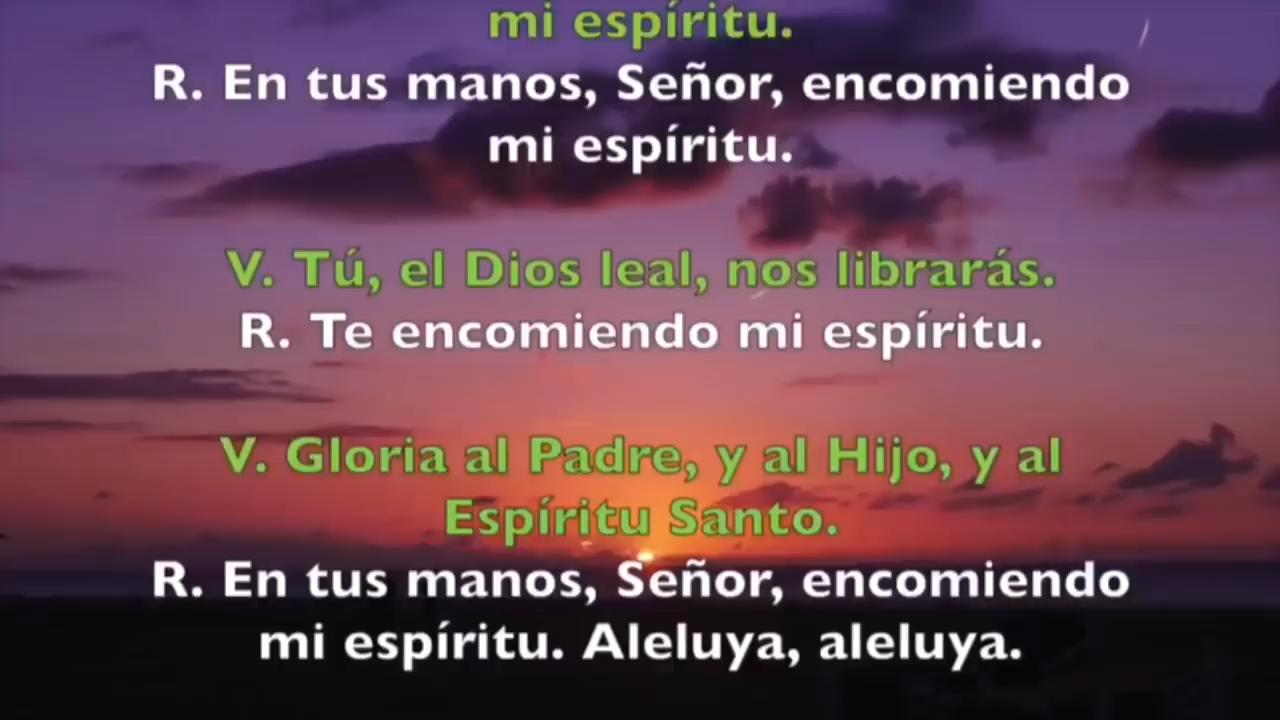 mi espíritu.
R. En tus manos, Señor, encomiendo
mi espíritu.
V. Tú, el Dios leal, nos librarás.
R. Te encomiendo mi espíritu.
V. Gloria al Padre, y al Hijo, y al
Espíritu Santo.
R. En tus manos, Señor, encomiendo
mi espíritu. Aleluya, aleluya.